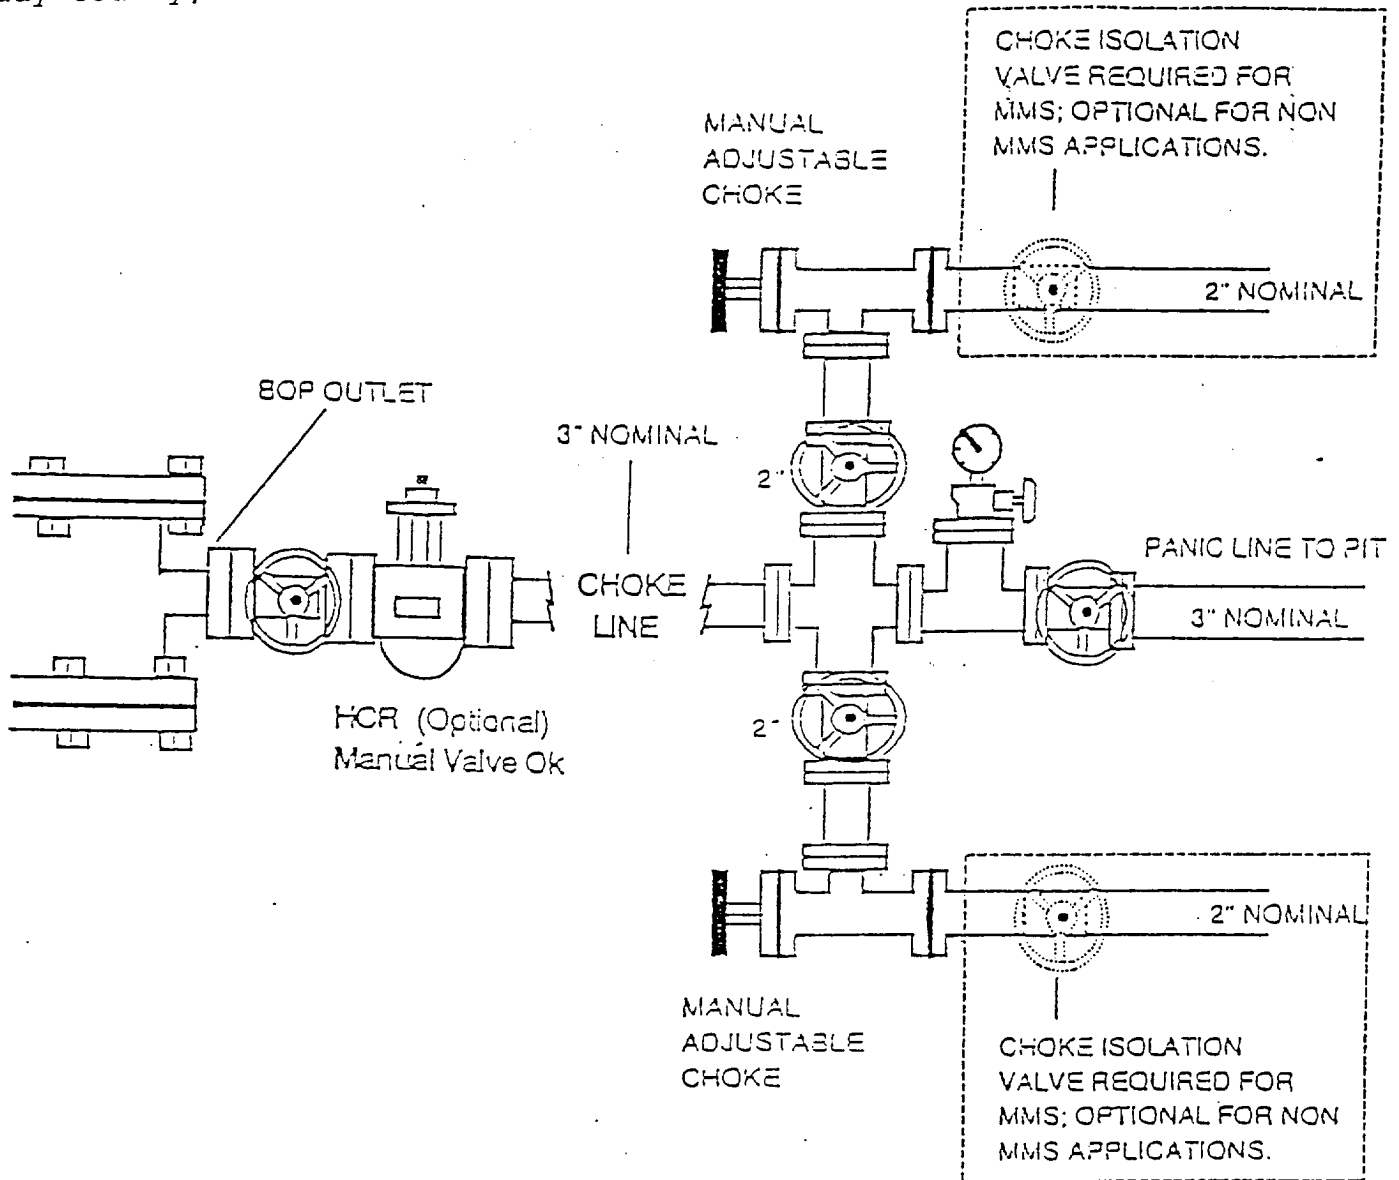 CHOKE ISOLATION
VALVE REQUIRED FOR
MMS; OPTIONAL FOR NON
MMS APPLICATIONS.
MANUAL
ADJUSTABLE
CHOKE
2" NOMINAL
BOP OUTLET
3" NOMINAL
2"
PANIC LINE TO PIT
CHOKE
LINE
3" NOMINAL
HCR (Optional)
Manual Valve Ok
2"
2" NOMINAL
MANUAL
ADJUSTABLE
CHOKE
CHOKE ISOLATION
VALVE REQUIRED FOR
MMS; OPTIONAL FOR NON
MMS APPLICATIONS.